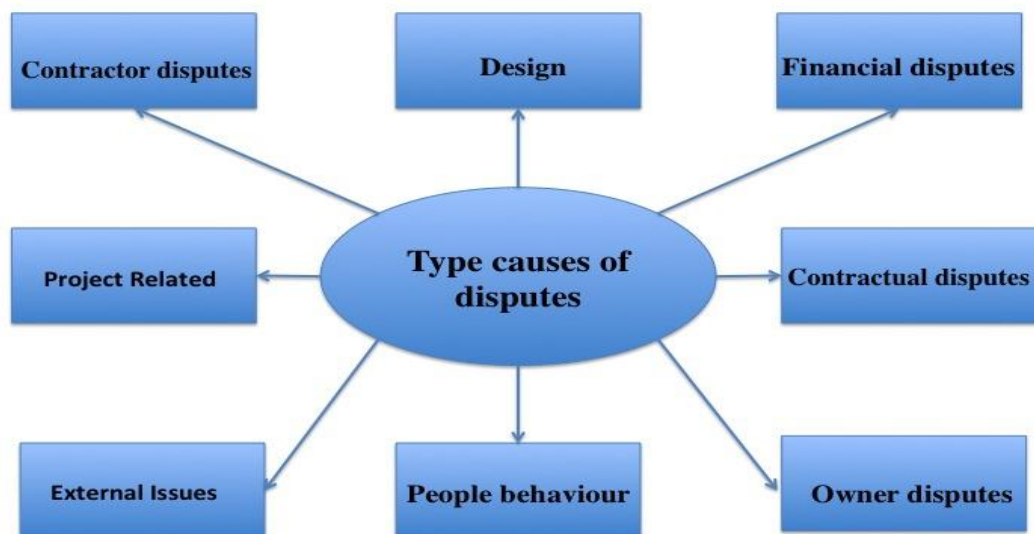 Contractor disputes
Design
Financial disputes
Project Related
Type causes of
disputes
Contractual disputes
External Issues
People behaviour
Owner disputes